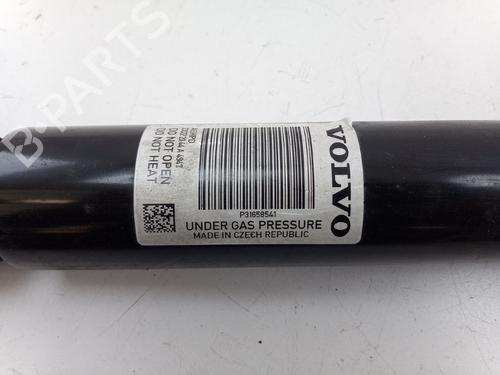 DO NOT OPEN
DO NOT HEAT
P31658541
UNDER GAS PRESSURE
MADE IN CZECH REPUBLIC
VOLVO
B-PARTS